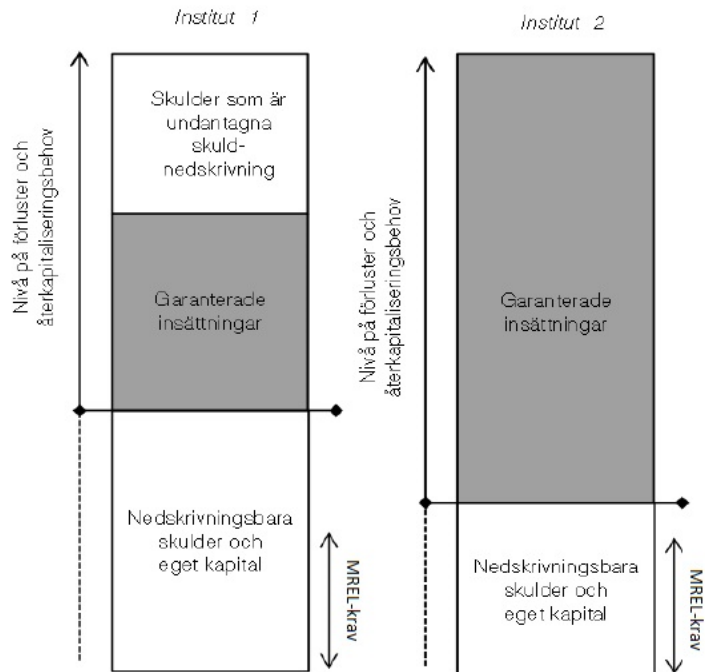 Institut 1
Nivå på förluster och
återkapitaliseringsbehov
Skulder som är
undantagna
skuld-
nedskrivning
Garanterade
insättningar
Nedskrivningsbara
skulder och
eget kapital
MREL-krav
Institut 2
Nivå på förluster och
återkapitaliseringsbehov
Garanterade
insättningar
Nedskrivningsbara
skulder och
eget kapital
MREL-krav